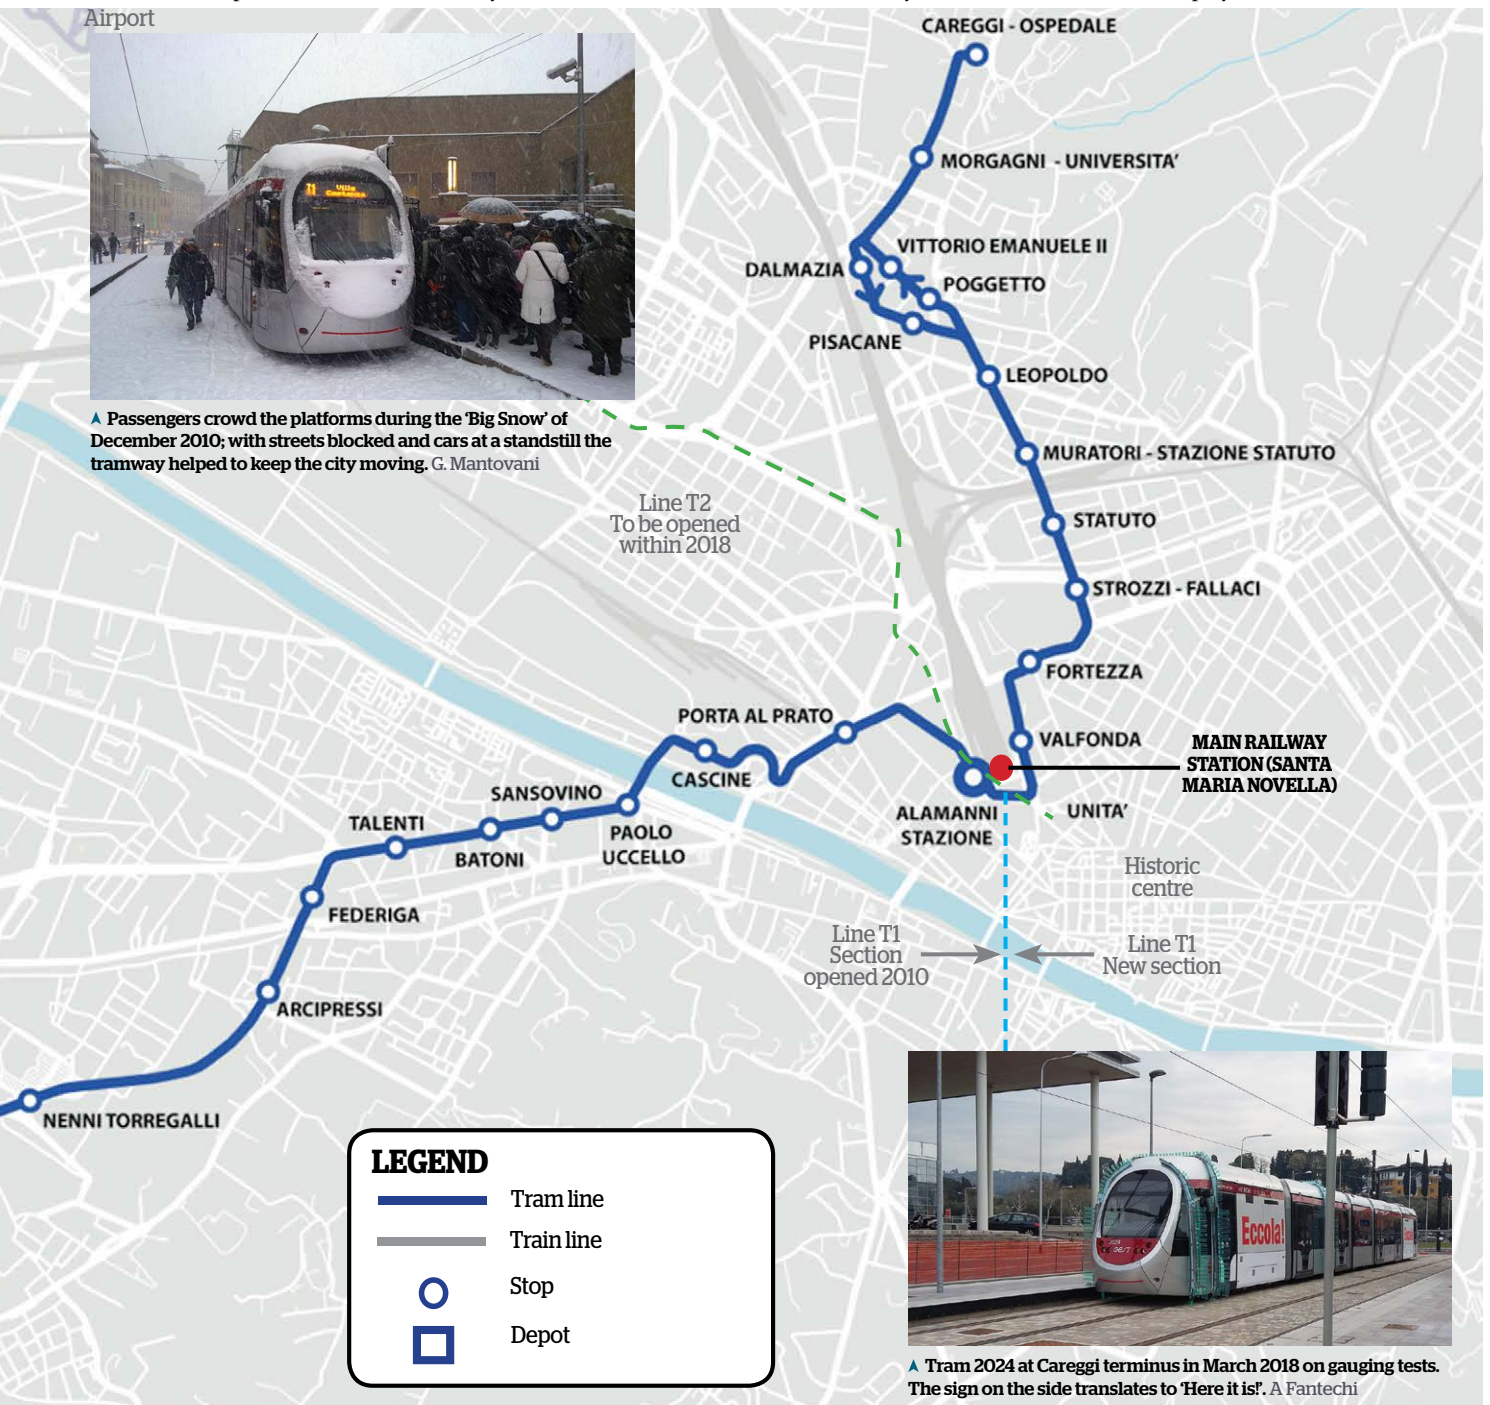 Airport
CAREGGI - OSPEDALE
MORGAGNI - UNIVERSITA'
VITTORIO EMANUELE II
DALMAZIA
POGGETTO
PISACANE
LEOPOLDO
T1 Villa
Costanza
➤ Passengers crowd the platforms during the ‘Big Snow’ of
December 2010; with streets blocked and cars at a standstill the
tramway helped to keep the city moving. G. Mantovani
MURATORI - STAZIONE STATUTO
Line T2
To be opened
within 2018
STATUTO
STROZZI - FALLACI
FORTEZZA
PORTA AL PRATO
VALFONDA
MAIN RAILWAY
STATION (SANTA
MARIA NOVELLA)
CASCINE
SANSOVINO
ALAMANNI
STAZIONE
UNITA'
TALENTI
BATONI
PAOLO
UCCELLO
Historic
centre
FEDERIGA
Line T1
Section
opened 2010
Line T1
New section
ARCIPRESSI
NENNI TORREGALLI
LEGEND
Tram line
Train line
Stop
Depot
Eccola!
GEST
➤ Tram 2024 at Careggi terminus in March 2018 on gauging tests.
The sign on the side translates to ‘Here it is!’. A Fantechi